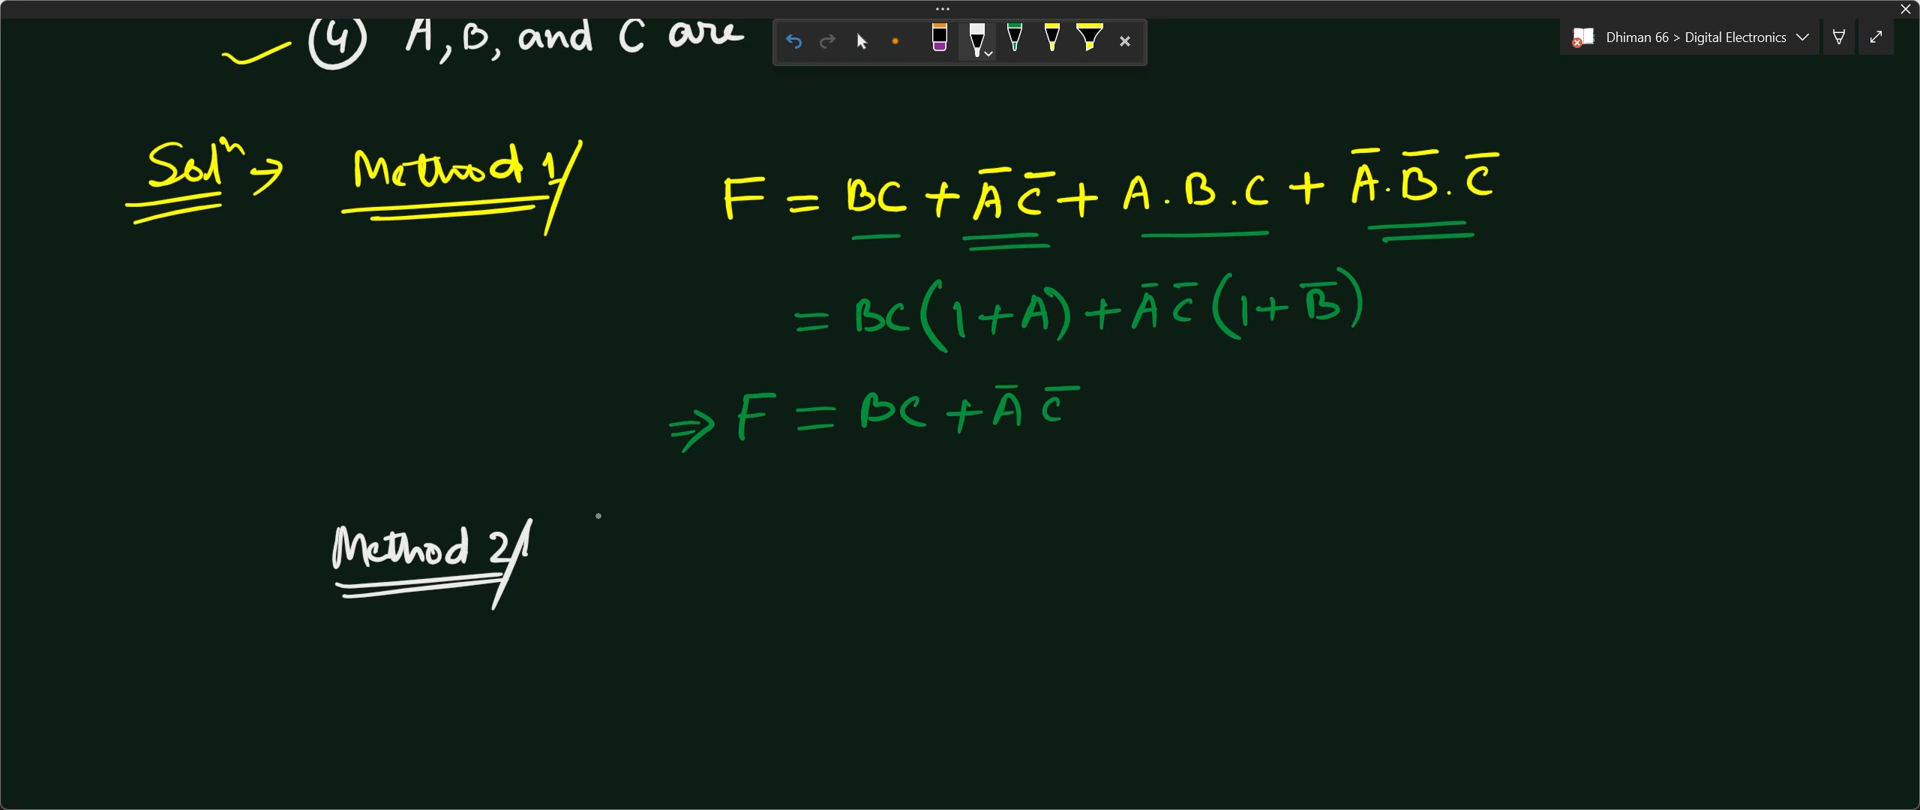 Dhiman 66 > Digital Electronics
(4) A, B, and C are
Solⁿ → Method 1/
F = BC + A̅ C̅ + A.B.C + A̅.B̅.C̅
= BC(1+A) + A̅ C̅ (1+B̅)
⇒ F = BC + A̅ C̅
Method 2/